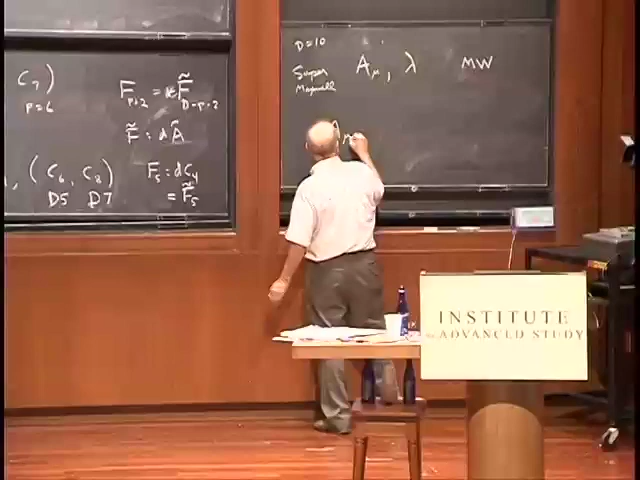 C₇)
p=6
F_{p+2} = * F̃_{D-p-2}
F̃ = dÃ
(C₆, C₈)
D5 D7
F₅ = dC₄
= F̃₅
D=10
Super Maxwell
A_μ, λ
MW
A_μ
INSTITUTE
ADVANCED STUDY